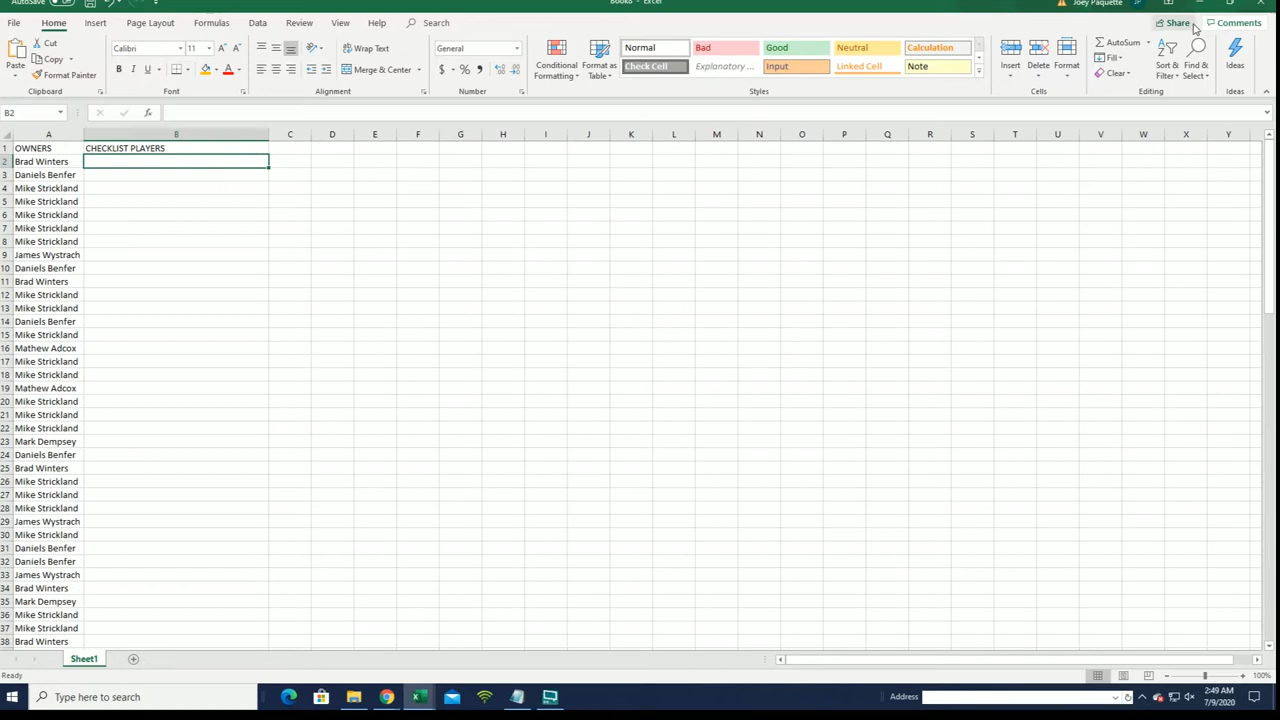 AutoSave Book8 - Excel Joey Paquette JP
File Home Insert Page Layout Formulas Data Review View Help Search Share Comments
Paste Cut Copy Format Painter
Calibri 11 B I U A
Wrap Text Merge & Center
General $ % ,
Conditional Formatting Format as Table
Normal Bad Good Neutral Calculation
Check Cell Explanatory ... Input Linked Cell Note
Insert Delete Format
AutoSum Fill Clear Sort & Filter Find & Select Ideas
Clipboard Font Alignment Number Styles Cells Editing Ideas
B2 fx
A B C D E F G H I J K L M N O P Q R S T U V W X Y
1 OWNERS CHECKLIST PLAYERS
2 Brad Winters
3 Daniels Benfer
4 Mike Strickland
5 Mike Strickland
6 Mike Strickland
7 Mike Strickland
8 Mike Strickland
9 James Wystrach
10 Daniels Benfer
11 Brad Winters
12 Mike Strickland
13 Mike Strickland
14 Daniels Benfer
15 Mike Strickland
16 Mathew Adcox
17 Mike Strickland
18 Mike Strickland
19 Mathew Adcox
20 Mike Strickland
21 Mike Strickland
22 Mike Strickland
23 Mark Dempsey
24 Daniels Benfer
25 Brad Winters
26 Mike Strickland
27 Mike Strickland
28 Mike Strickland
29 James Wystrach
30 Mike Strickland
31 Daniels Benfer
32 Daniels Benfer
33 James Wystrach
34 Brad Winters
35 Mark Dempsey
36 Mike Strickland
37 Mike Strickland
38 Brad Winters
Sheet1
Ready 100%
Type here to search Address 2:49 AM
7/9/2020